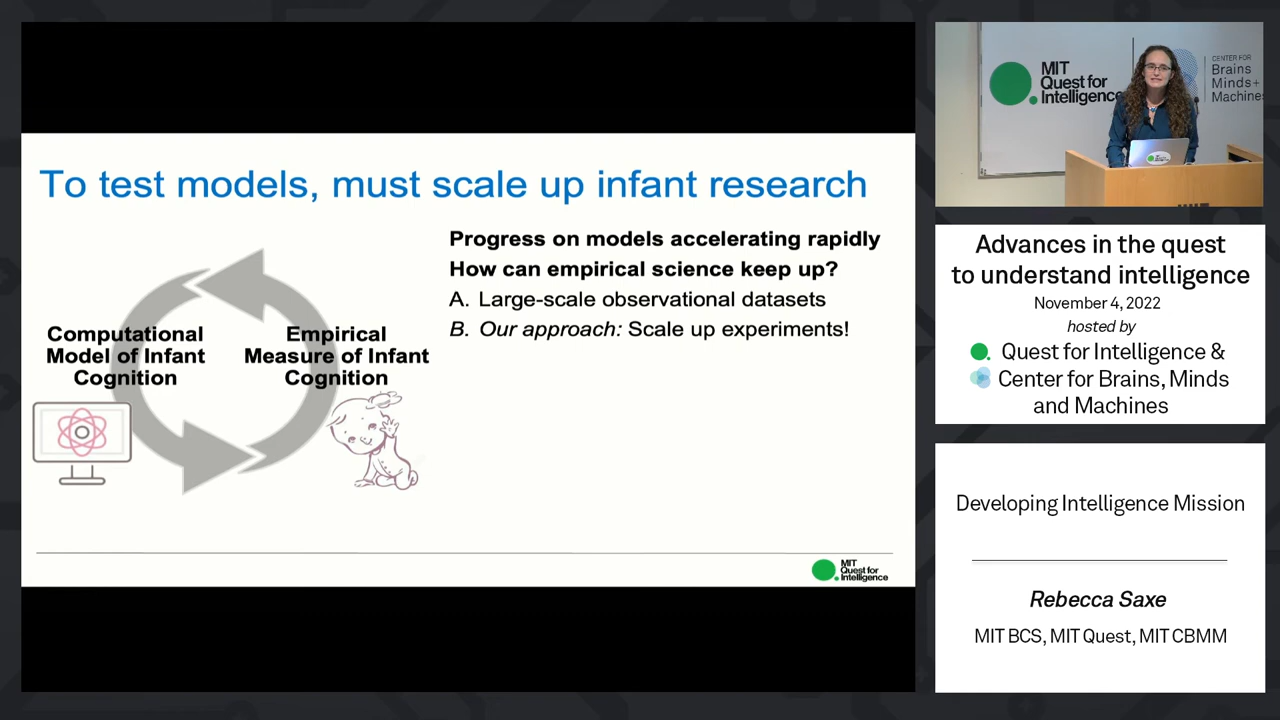 To test models, must scale up infant research
Progress on models accelerating rapidly
How can empirical science keep up?
A. Large-scale observational datasets
B. Our approach: Scale up experiments!
Computational
Model of Infant
Cognition
Empirical
Measure of Infant
Cognition
MIT
Quest for
Intelligence
MIT
Quest for
Intelligence
CENTER FOR
Brains
Minds+
Machines
Advances in the quest
to understand intelligence
November 4, 2022
hosted by
Quest for Intelligence &
Center for Brains, Minds
and Machines
Developing Intelligence Mission
Rebecca Saxe
MIT BCS, MIT Quest, MIT CBMM